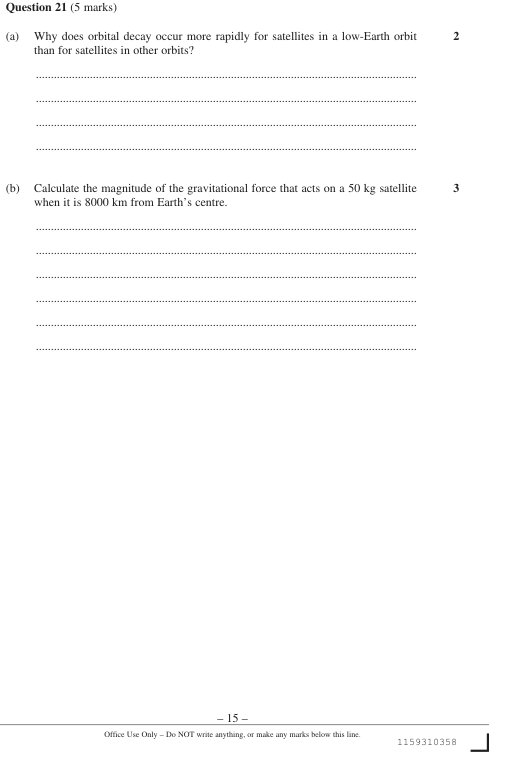 Question 21 (5 marks)
(a) Why does orbital decay occur more rapidly for satellites in a low-Earth orbit 2
than for satellites in other orbits?
(b) Calculate the magnitude of the gravitational force that acts on a 50 kg satellite 3
when it is 8000 km from Earth's centre.
– 15 –
Office Use Only – Do NOT write anything, or make any marks below this line.
1159310358